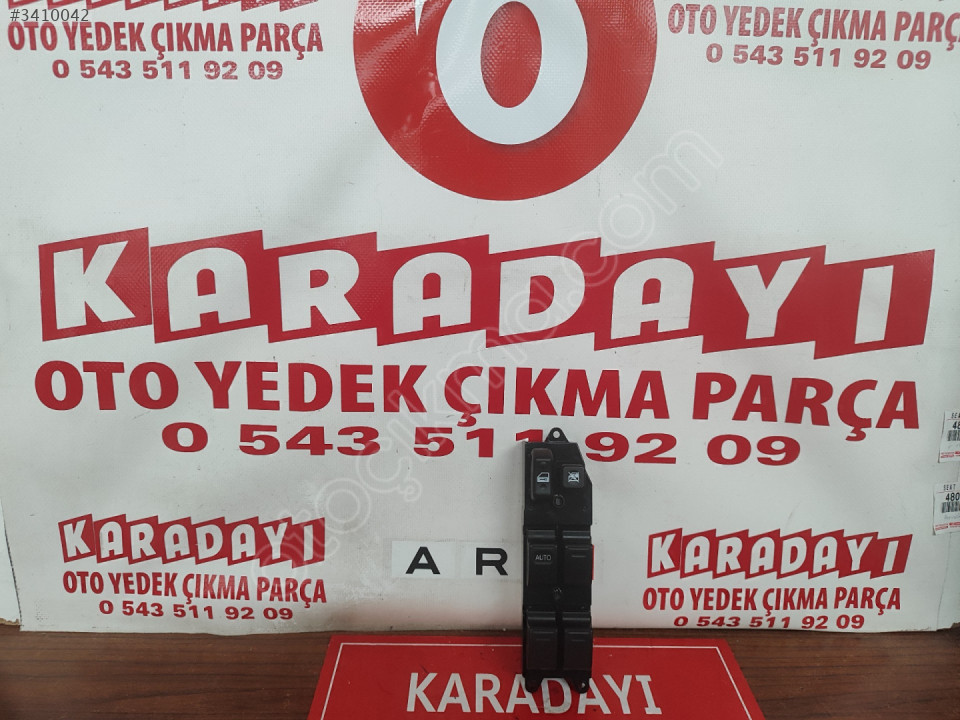 #3410042
OTO YEDEK ÇIKMA PARÇA
0 543 511 92 09
OTO YEDEK ÇIKMA PARÇA
0 543 511 92 09
KARADAYI
OTO YEDEK ÇIKMA PARÇA
0 543 511 92 09
otoçıkma.com
AUTO
KARADAYI
OTO YEDEK ÇIKMA PARÇA
0 543 511 92 09
A R
KARADAYI
OTO YEDEK ÇIKMA PARÇA
0 543 511 92 09
KARADAYI